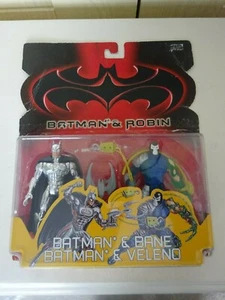 BATMAN & ROBIN
BATMAN* & BANE
BATMAN* & VELENO